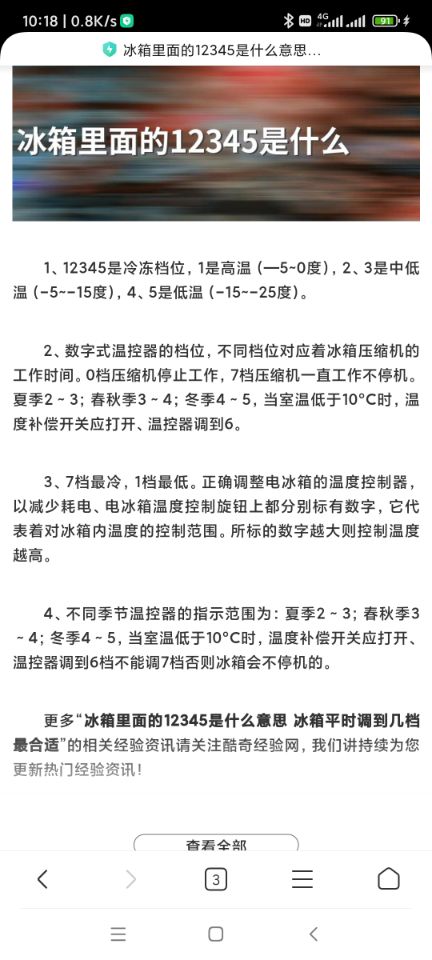 10:18 | 0.8K/s
HD 4G 91
冰箱里面的12345是什么意思...
冰箱里面的12345是什么
1、12345是冷冻档位，1是高温（—5~0度），2、3是中低
温（-5~-15度），4、5是低温（-15~-25度）。
2、数字式温控器的档位，不同档位对应着冰箱压缩机的
工作时间。0档压缩机停止工作，7档压缩机一直工作不停机。
夏季2～3；春秋季3～4；冬季4～5，当室温低于10℃时，温
度补偿开关应打开、温控器调到6。
3、7档最冷，1档最低。正确调整电冰箱的温度控制器，
以减少耗电、电冰箱温度控制旋钮上都分别标有数字，它代
表着对冰箱内温度的控制范围。所标的数字越大则控制温度
越高。
4、不同季节温控器的指示范围为：夏季2～3；春秋季3
～4；冬季4～5，当室温低于10℃时，温度补偿开关应打开、
温控器调到6档不能调7档否则冰箱会不停机的。
更多“冰箱里面的12345是什么意思 冰箱平时调到几档
最合适”的相关经验资讯请关注酷奇经验网，我们讲持续为您
更新热门经验资讯！
查看全部
3